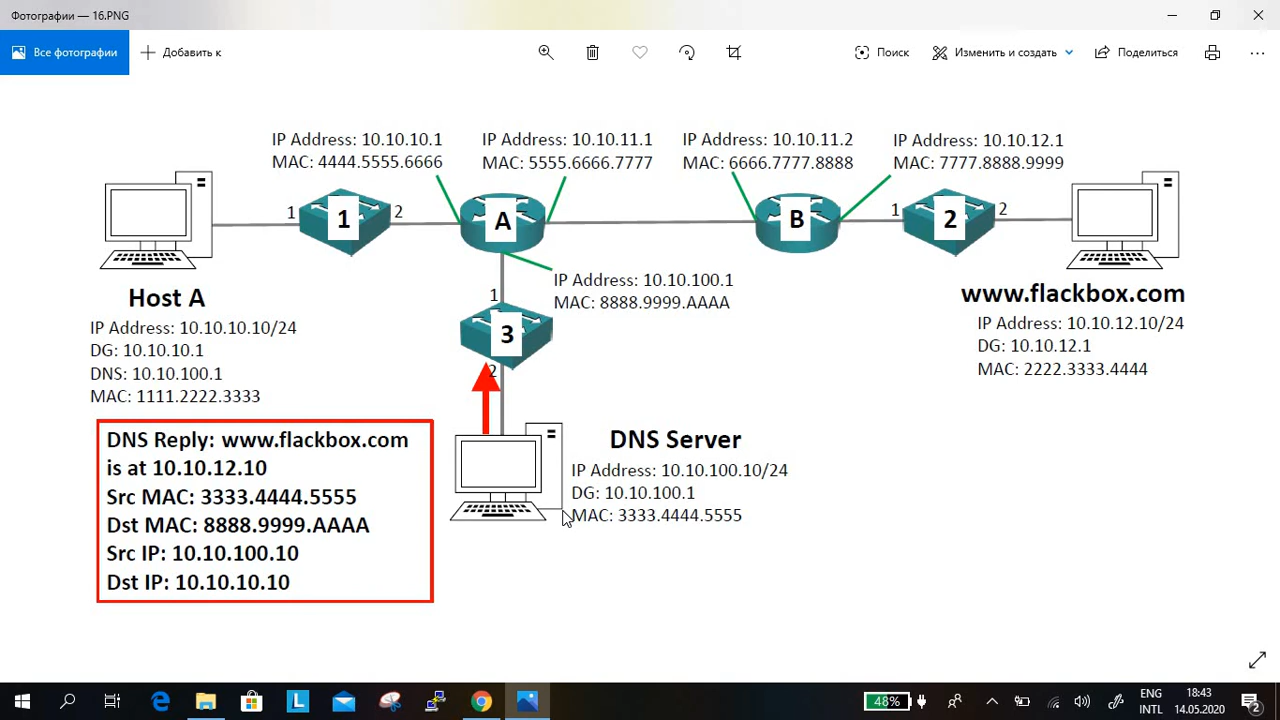 Фотографии — 16.PNG
Все фотографии
Добавить к
Поиск
Изменить и создать
Поделиться
IP Address: 10.10.10.1
MAC: 4444.5555.6666
IP Address: 10.10.11.1
MAC: 5555.6666.7777
IP Address: 10.10.11.2
MAC: 6666.7777.8888
IP Address: 10.10.12.1
MAC: 7777.8888.9999
1
1
2
A
B
1
2
2
Host A
IP Address: 10.10.10.10/24
DG: 10.10.10.1
DNS: 10.10.100.1
MAC: 1111.2222.3333
IP Address: 10.10.100.1
MAC: 8888.9999.AAAA
www.flackbox.com
IP Address: 10.10.12.10/24
DG: 10.10.12.1
MAC: 2222.3333.4444
1
3
2
DNS Reply: www.flackbox.com
is at 10.10.12.10
Src MAC: 3333.4444.5555
Dst MAC: 8888.9999.AAAA
Src IP: 10.10.100.10
Dst IP: 10.10.10.10
DNS Server
IP Address: 10.10.100.10/24
DG: 10.10.100.1
MAC: 3333.4444.5555
L
48%
ENG
INTL
18:43
14.05.2020
2